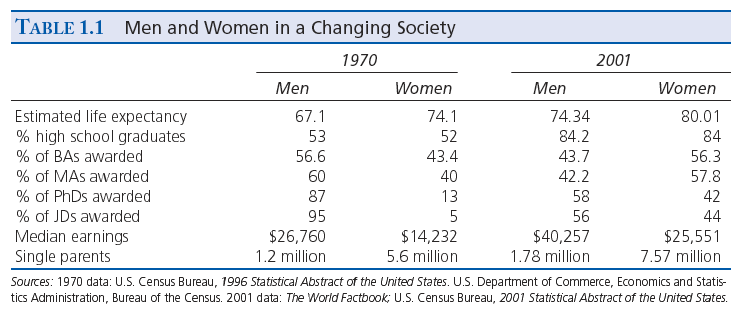 TABLE 1.1 Men and Women in a Changing Society
1970 2001
Men Women Men Women
Estimated life expectancy 67.1 74.1 74.34 80.01
% high school graduates 53 52 84.2 84
% of BAs awarded 56.6 43.4 43.7 56.3
% of MAs awarded 60 40 42.2 57.8
% of PhDs awarded 87 13 58 42
% of JDs awarded 95 5 56 44
Median earnings $26,760 $14,232 $40,257 $25,551
Single parents 1.2 million 5.6 million 1.78 million 7.57 million
Sources: 1970 data: U.S. Census Bureau, 1996 Statistical Abstract of the United States. U.S. Department of Commerce, Economics and Statis-
tics Administration, Bureau of the Census. 2001 data: The World Factbook; U.S. Census Bureau, 2001 Statistical Abstract of the United States.